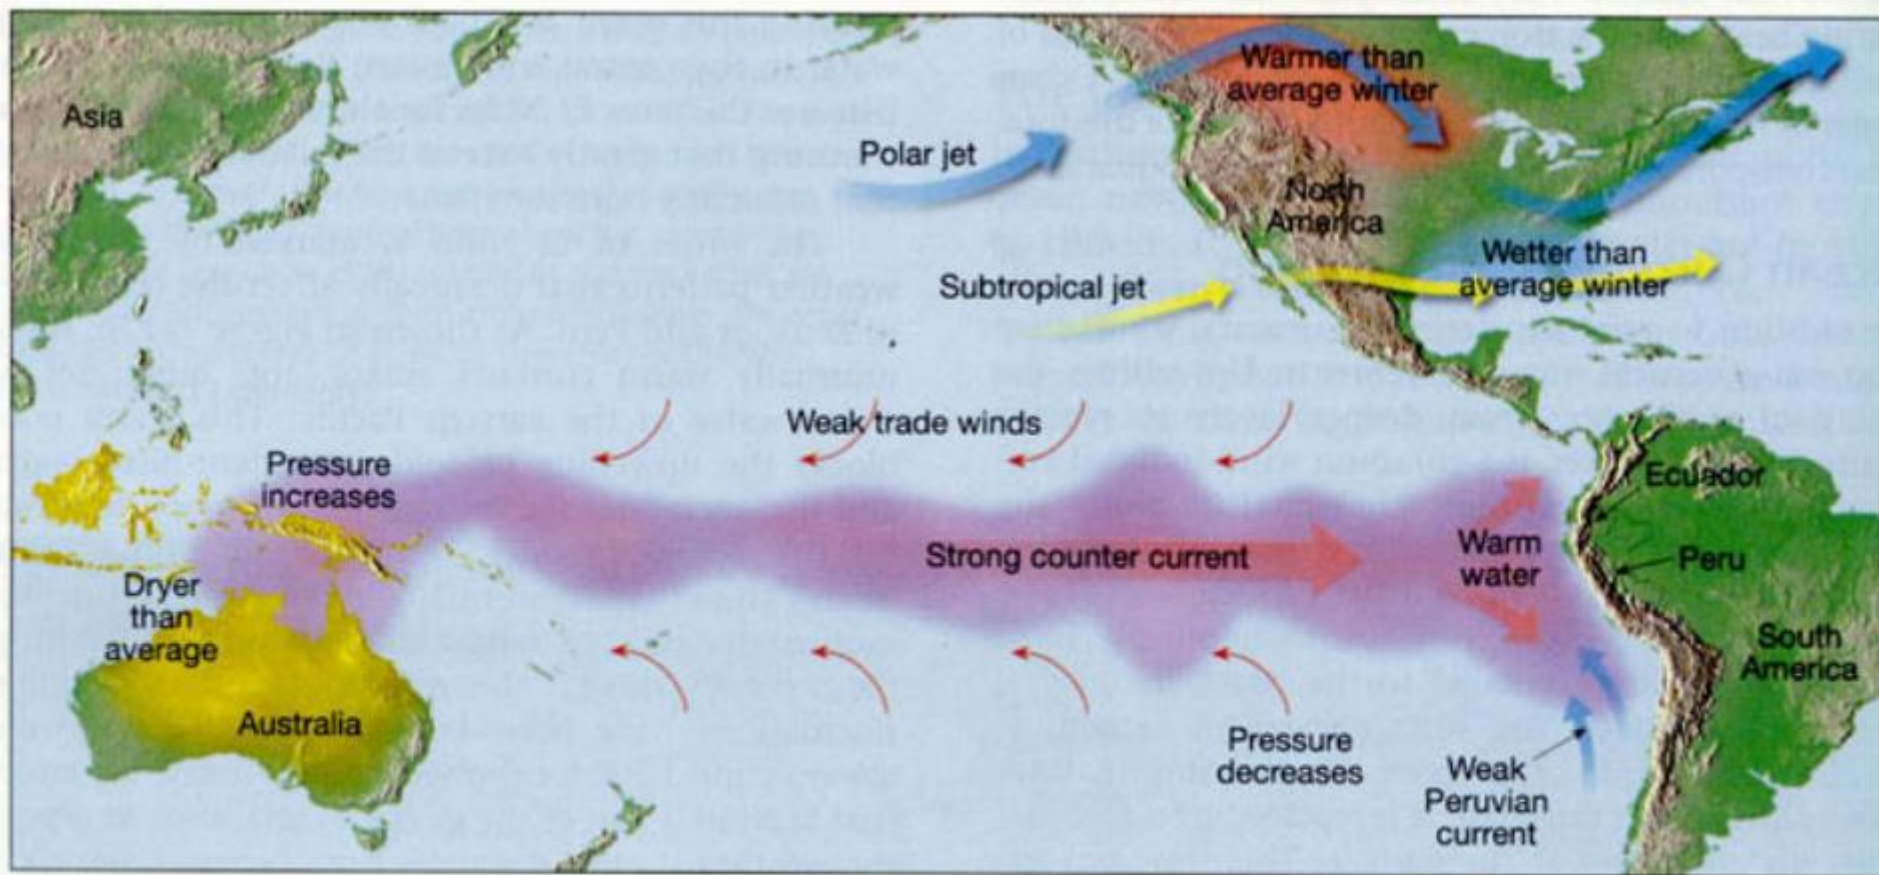 Asia
Warmer than
average winter
Polar jet
North
America
Wetter than
average winter
Subtropical jet
Weak trade winds
Pressure
increases
Ecuador
Strong counter current
Warm
water
Peru
Dryer
than
average
South
America
Australia
Pressure
decreases
Weak
Peruvian
current